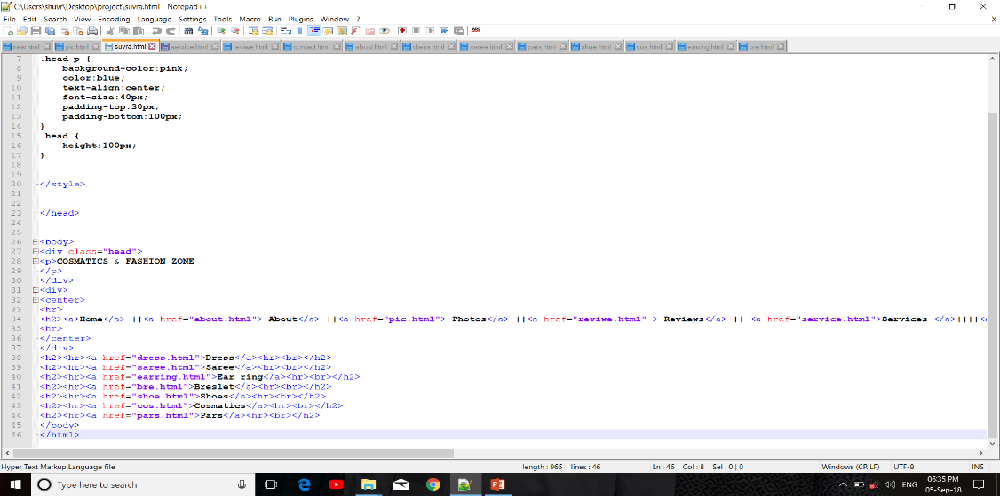 C:\Users\shuvr\Desktop\project\suvra.html - Notepad++
File Edit Search View Encoding Language Settings Tools Macro Run Plugins Window ? X
new.html pic.html suvra.html service.html reviwe.html contact.html about.html dress.html saree.html pars.html shoe.html cos.html earring.html bre.html
7 .head p {
8 background-color:pink;
9 color:blue;
10 text-align:center;
11 font-size:40px;
12 padding-top:30px;
13 padding-bottom:100px;
14 }
15 .head {
16 height:100px;
17 }
18
19
20 </style>
21
22
23 </head>
24
25
26 <body>
27 <div class="head">
28 <p>COSMATICS & FASHION ZONE
29 </p>
30 </div>
31 <div>
32 <center>
33 <hr>
34 <h2><a>Home</a> ||<a href="about.html"> About</a> ||<a href="pic.html"> Photos</a> ||<a href="reviwe.html" > Reviews</a> || <a href="service.html">Services </a>||||<a
35 <hr>
36 </center>
37 </div>
38 <h2><hr><a href="dress.html">Dress</a><hr><br></h2>
39 <h2><hr><a href="saree.html">Saree</a><hr><br></h2>
40 <h2><hr><a href="earring.html">Ear ring</a><hr><br></h2>
41 <h2><hr><a href="bre.html">Breslet</a><hr><br></h2>
42 <h2><hr><a href="shoe.html">Shoes</a><hr><br></h2>
43 <h2><hr><a href="cos.html">Cosmatics</a><hr><br></h2>
44 <h2><hr><a href="pars.html">Pars</a><hr><br></h2>
45 </body>
46 </html>
Hyper Text Markup Language file length : 965 lines : 46 Ln : 46 Col : 8 Sel : 0 | 0 Windows (CR LF) UTF-8 INS
Type here to search ENG 06:35 PM
05-Sep-18